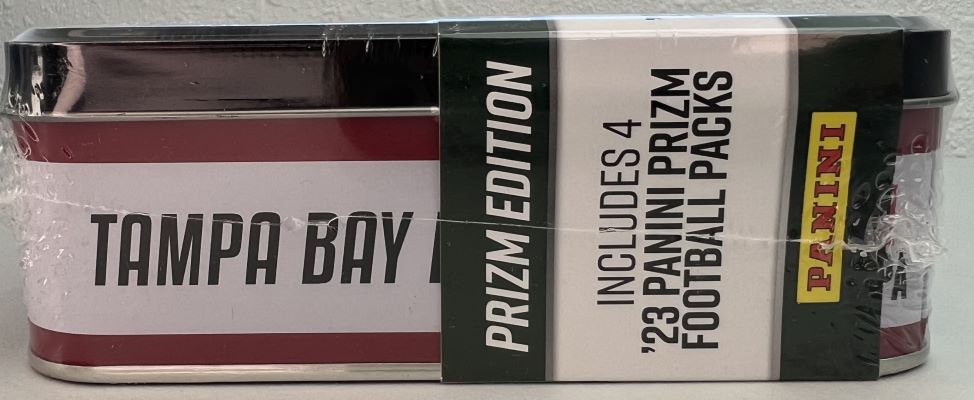 TAMPA BAY
PRIZM EDITION
INCLUDES 4
'23 PANINI PRIZM
FOOTBALL PACKS
PANINI